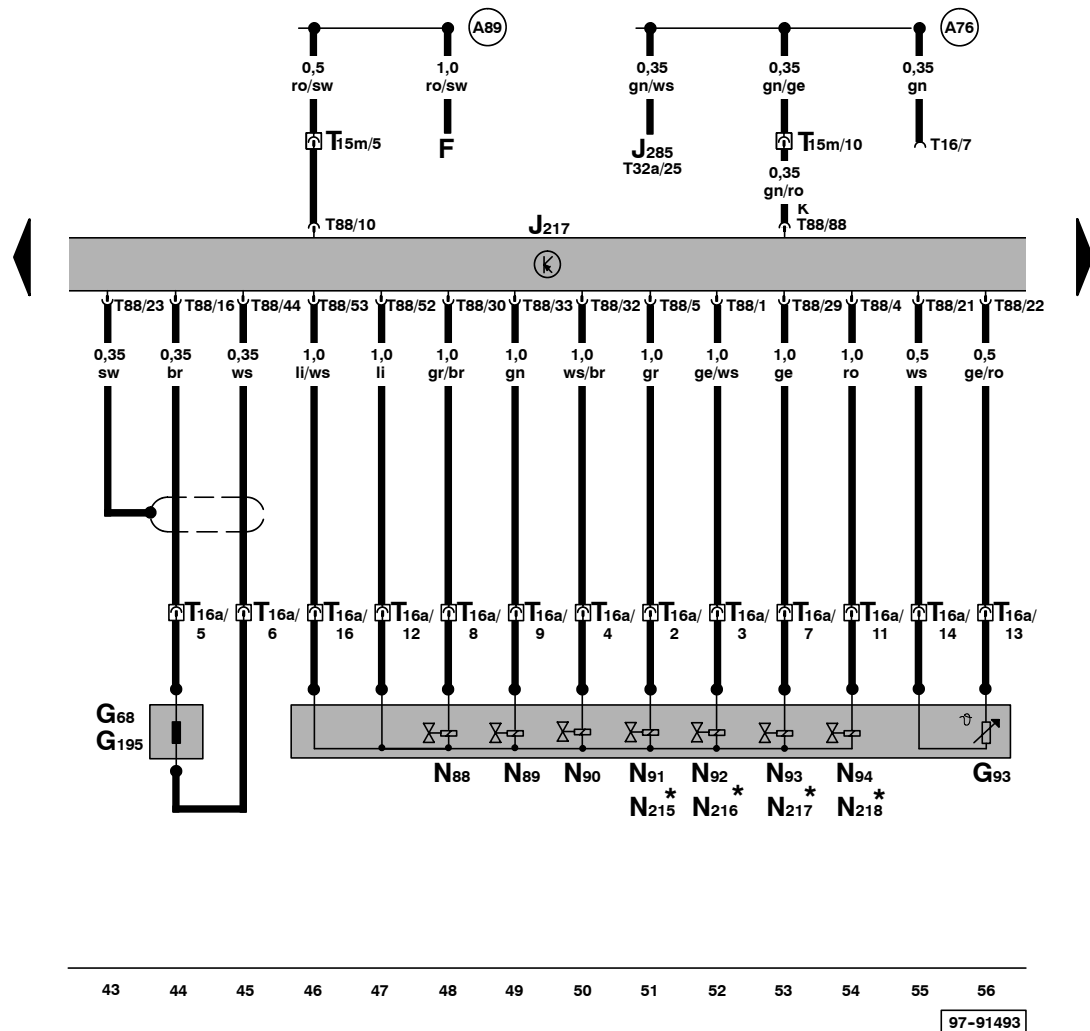 A89 A76
0,5 1,0 0,35 0,35 0,35
ro/sw ro/sw gn/ws gn/ge gn
T15m/5 F J285 T15m/10 T16/7
T32a/25
0,35
gn/ro
K
T88/10 J217 T88/88
T88/23 T88/16 T88/44 T88/53 T88/52 T88/30 T88/33 T88/32 T88/5 T88/1 T88/29 T88/4 T88/21 T88/22
0,35 0,35 0,35 1,0 1,0 1,0 1,0 1,0 1,0 1,0 1,0 1,0 0,5 0,5
sw br ws li/ws li gr/br gn ws/br gr ge/ws ge ro ws ge/ro
T16a/ T16a/ T16a/ T16a/ T16a/ T16a/ T16a/ T16a/ T16a/ T16a/ T16a/ T16a/ T16a/
5 6 16 12 8 9 4 2 3 7 11 14 13
G68
G195
ϑ
N88 N89 N90 N91 N92 N93 N94 G93
N215* N216* N217* N218*
43 44 45 46 47 48 49 50 51 52 53 54 55 56
97-91493